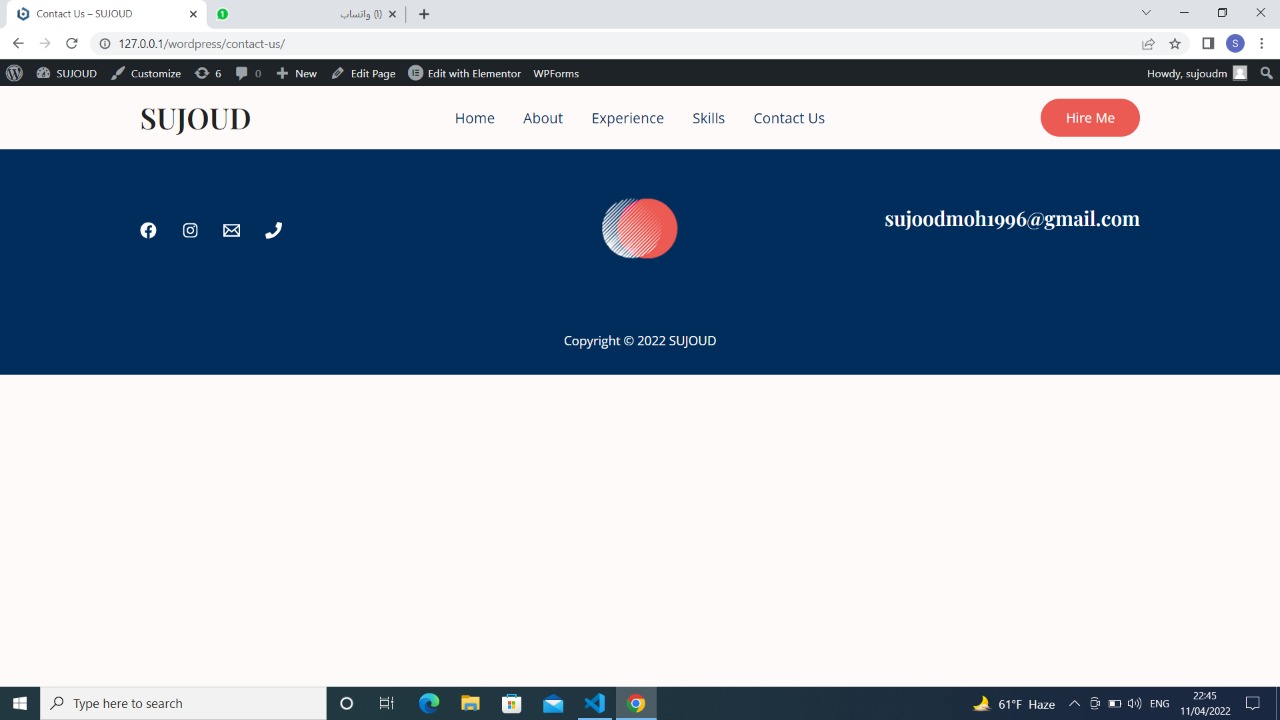 Contact Us – SUJOUD
(1) واتساب
127.0.0.1/wordpress/contact-us/
S
SUJOUD Customize 6 0 New Edit Page Edit with Elementor WPForms Howdy, sujoudm
SUJOUD Home About Experience Skills Contact Us Hire Me
sujoodmoh1996@gmail.com
Copyright © 2022 SUJOUD
Type here to search
61°F Haze
ENG
22:45
11/04/2022